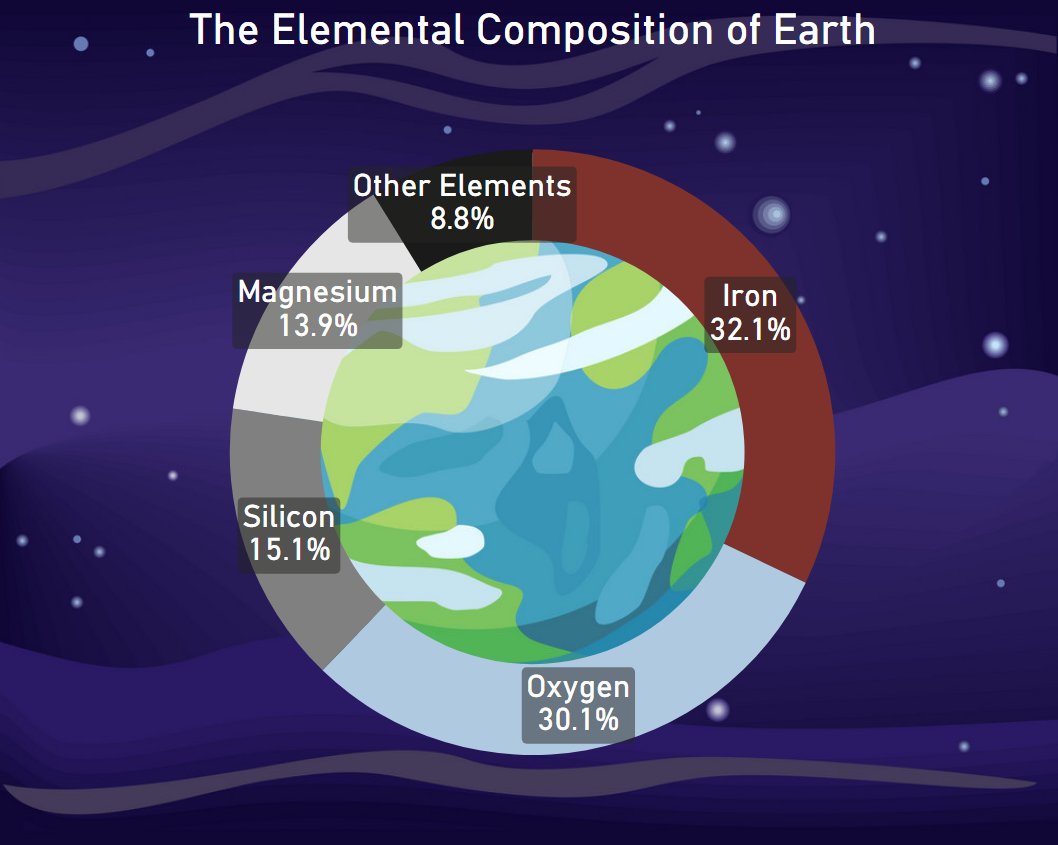 The Elemental Composition of Earth
Other Elements
8.8%
Magnesium
13.9%
Iron
32.1%
Silicon
15.1%
Oxygen
30.1%